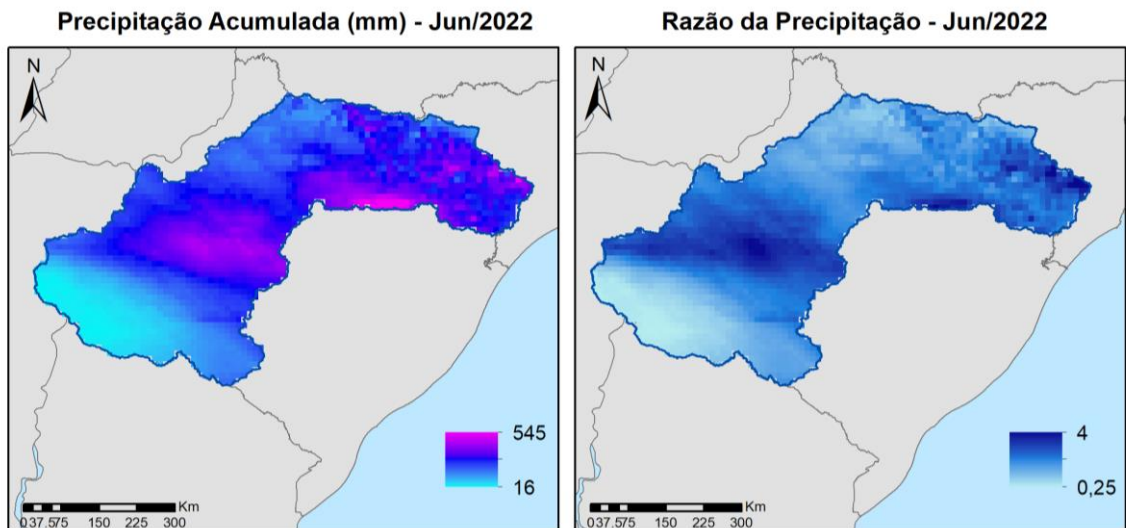 Precipitação Acumulada (mm) - Jun/2022
N
545
16
Km
037.575 150 225 300
Razão da Precipitação - Jun/2022
N
4
0,25
Km
037.575 150 225 300